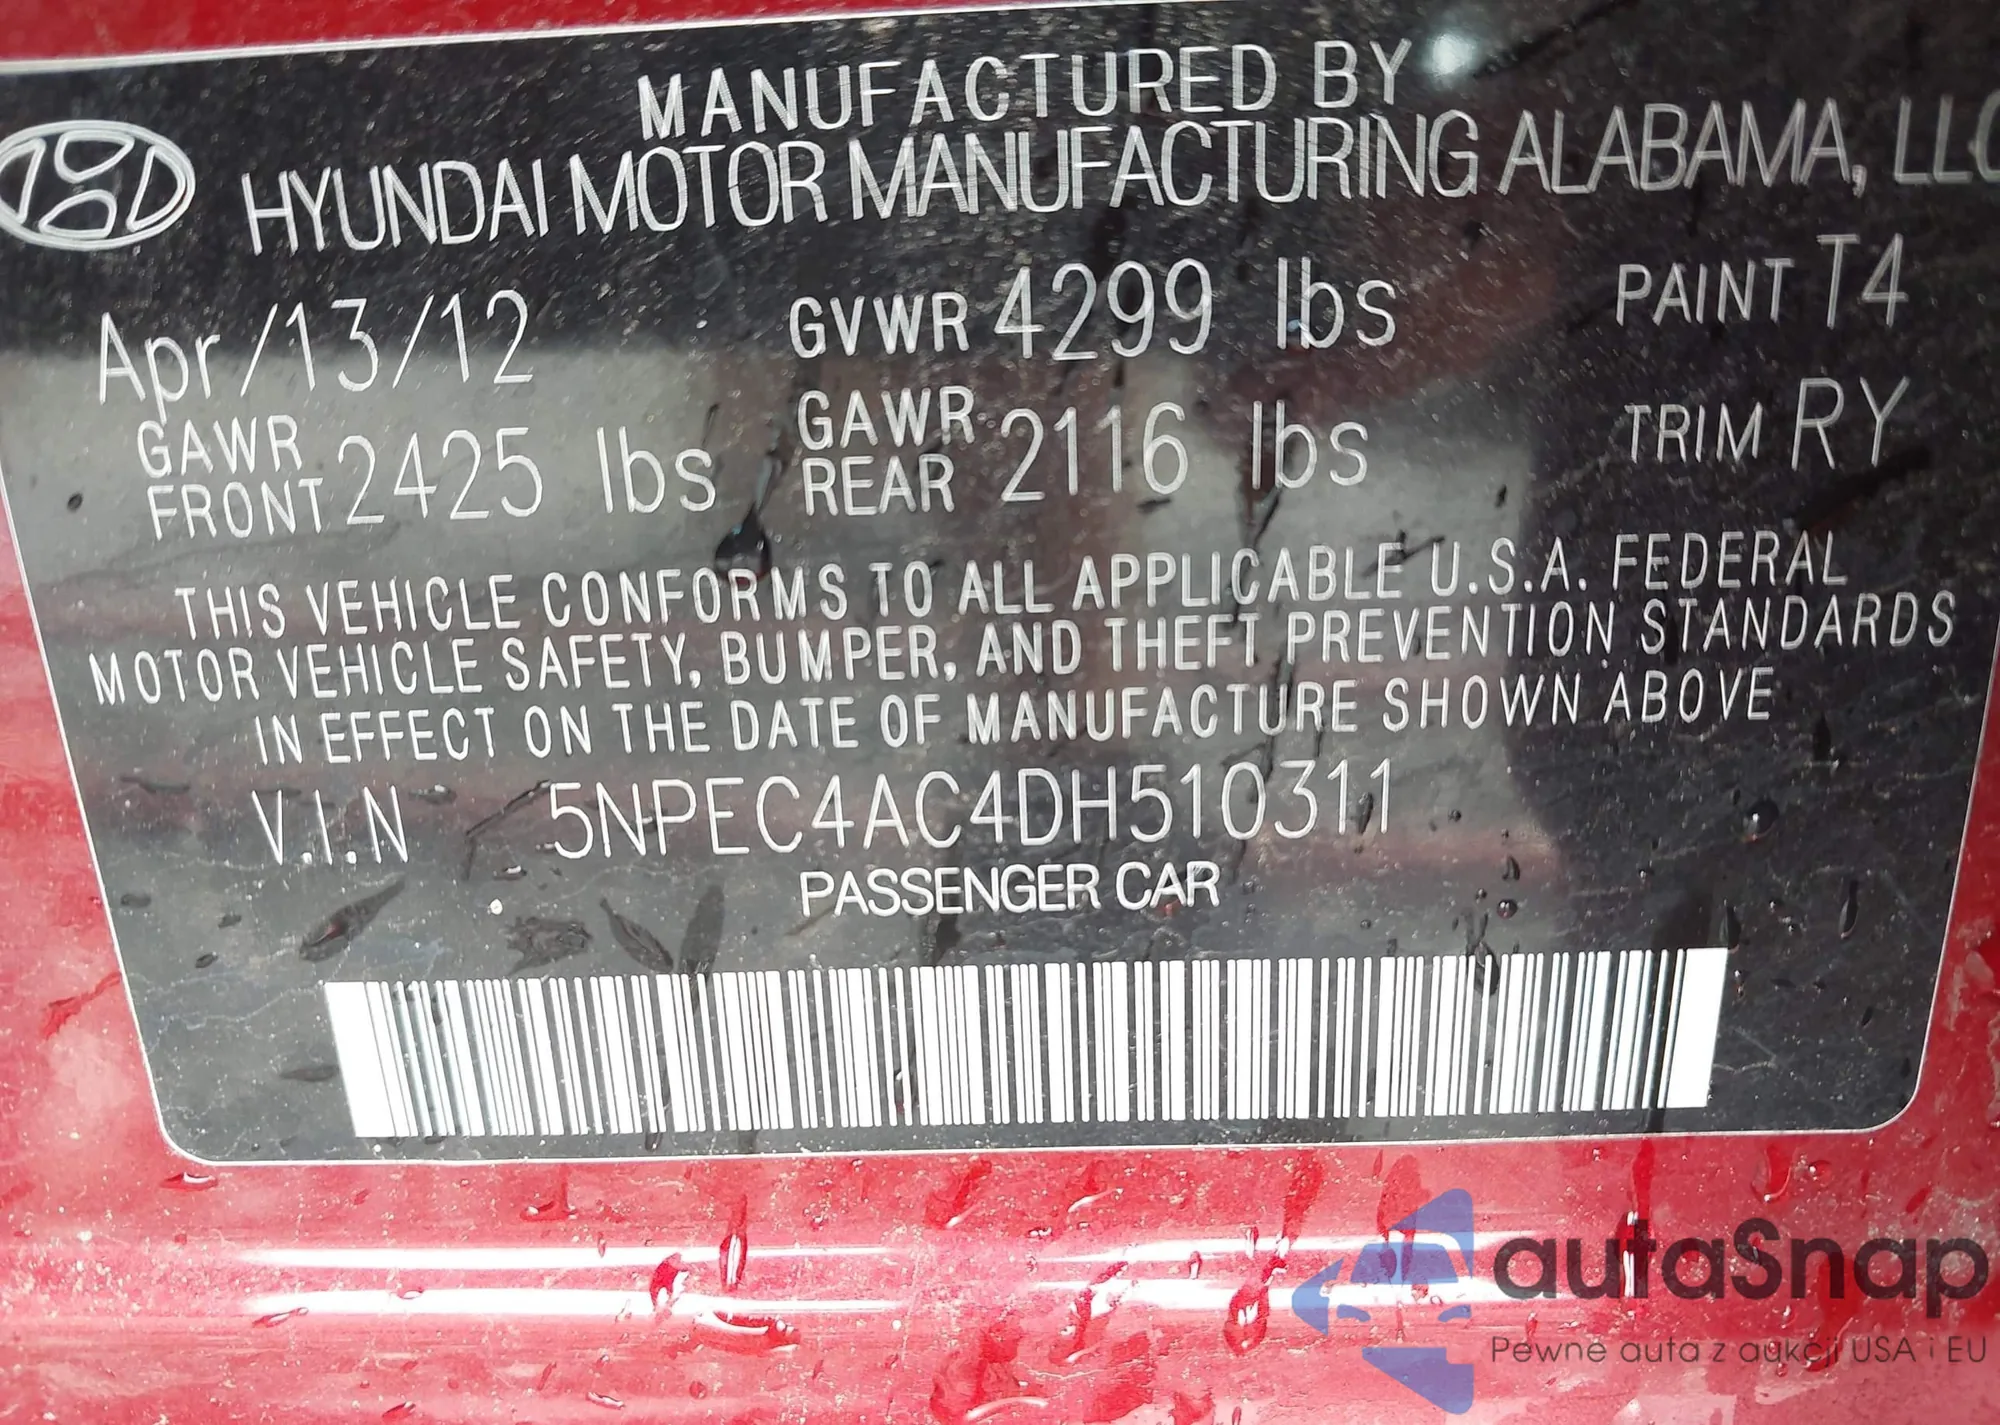 MANUFACTURED BY
HYUNDAI MOTOR MANUFACTURING ALABAMA, LLC
Apr/13/12 GVWR 4299 lbs PAINT T4
GAWR FRONT 2425 lbs GAWR REAR 2116 lbs TRIM RY
THIS VEHICLE CONFORMS TO ALL APPLICABLE U.S.A. FEDERAL
MOTOR VEHICLE SAFETY, BUMPER, AND THEFT PREVENTION STANDARDS
IN EFFECT ON THE DATE OF MANUFACTURE SHOWN ABOVE
V.I.N 5NPEC4AC4DH510311
PASSENGER CAR
autaSnap
Pewne auta z aukcji USA i EU